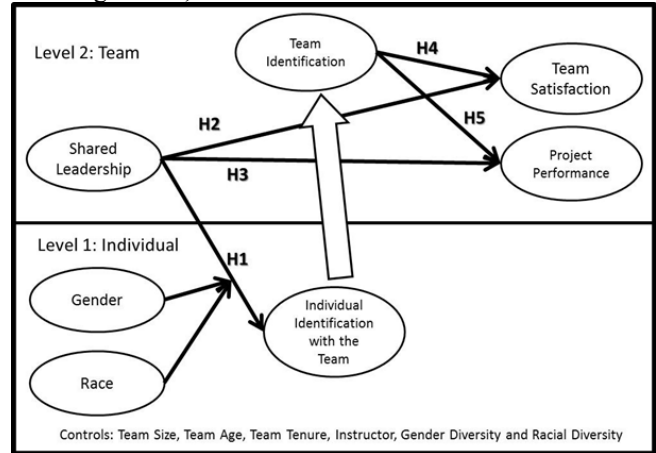 Level 2: Team
Team
Identification
H4
Team
Satisfaction
H2
H5
Shared
Leadership
H3
Project
Performance
Level 1: Individual
H1
Gender
Individual
Identification
with the
Team
Race
Controls: Team Size, Team Age, Team Tenure, Instructor, Gender Diversity and Racial Diversity